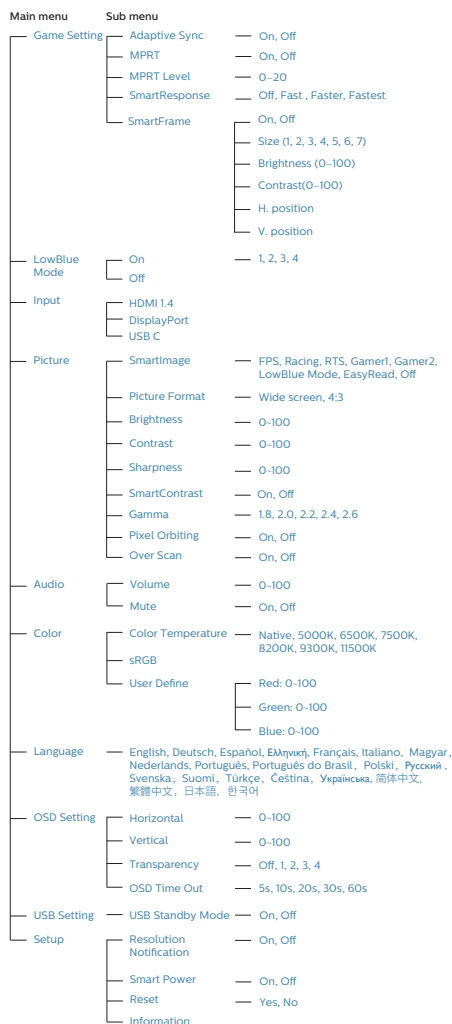 Main menu Sub menu
Game Setting Adaptive Sync On, Off
MPRT On, Off
MPRT Level 0–20
SmartResponse Off, Fast , Faster, Fastest
SmartFrame On, Off
Size (1, 2, 3, 4, 5, 6, 7)
Brightness (0–100)
Contrast(0–100)
H. position
V. position
LowBlue On 1, 2, 3, 4
Mode
Off
Input HDMI 1.4
DisplayPort
USB C
Picture SmartImage FPS, Racing, RTS, Gamer1, Gamer2,
LowBlue Mode, EasyRead, Off
Picture Format Wide screen, 4:3
Brightness 0~100
Contrast 0~100
Sharpness 0~100
SmartContrast On, Off
Gamma 1.8, 2.0, 2.2, 2.4, 2.6
Pixel Orbiting On, Off
Over Scan On, Off
Audio Volume 0~100
Mute On, Off
Color Color Temperature Native, 5000K, 6500K, 7500K,
8200K, 9300K, 11500K
sRGB
User Define Red: 0~100
Green: 0~100
Blue: 0~100
Language English, Deutsch, Español, Ελληνική, Français, Italiano, Magyar,
Nederlands, Português, Português do Brasil, Polski, Русский ,
Svenska, Suomi, Türkçe, Čeština, Українська, 简体中文,
繁體中文, 日本語, 한국어
OSD Setting Horizontal 0~100
Vertical 0~100
Transparency Off, 1, 2, 3, 4
OSD Time Out 5s, 10s, 20s, 30s, 60s
USB Setting USB Standby Mode On, Off
Setup Resolution On, Off
Notification
Smart Power On, Off
Reset Yes, No
Information